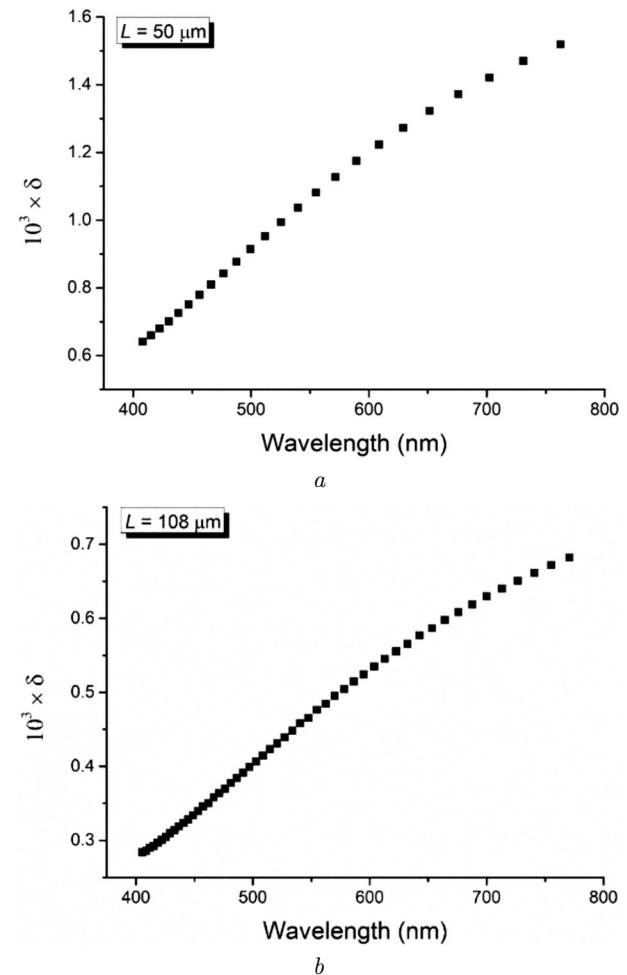 L = 50 μm
1.6
1.4
1.2
1.0
0.8
0.6
10³ × δ
400 500 600 700 800
Wavelength (nm)
a
L = 108 μm
0.7
0.6
0.5
0.4
0.3
10³ × δ
400 500 600 700 800
Wavelength (nm)
b